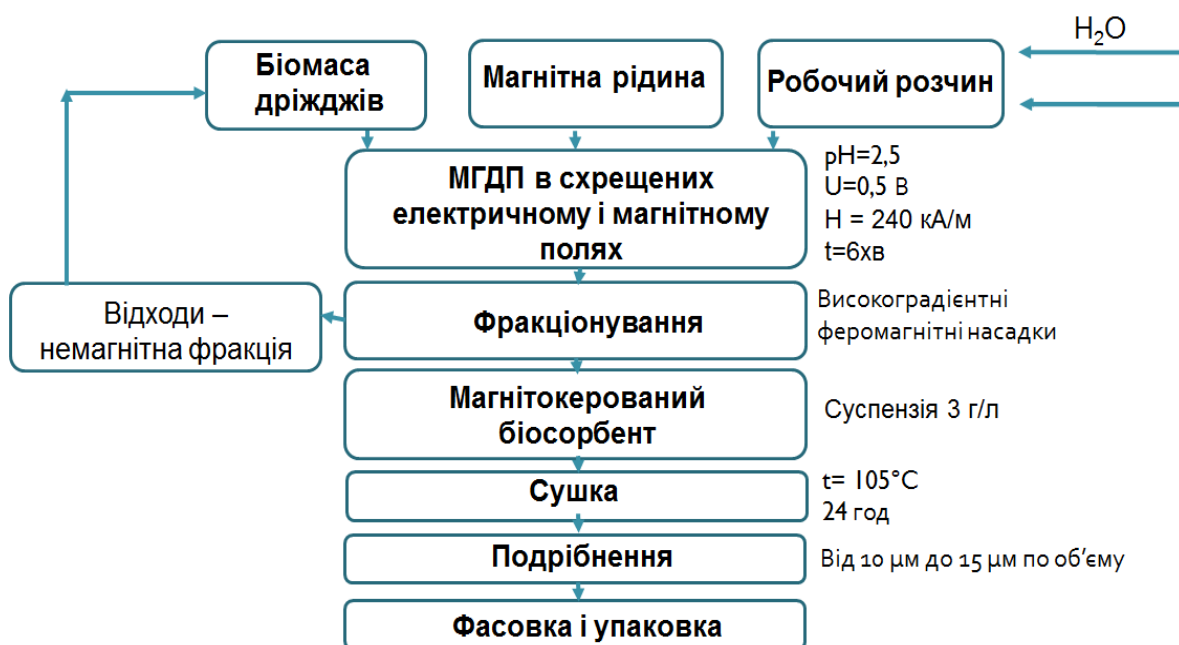 H₂O
Біомаса
дріжджів
Магнітна рідина
Робочий розчин
МГДП в схрещених
електричному і магнітному
полях
pH=2,5
U=0,5 В
H = 240 кА/м
t=6хв
Відходи –
немагнітна фракція
Фракціонування
Високоградієнтні
феромагнітні насадки
Магнітокерований
біосорбент
Суспензія 3 г/л
Сушка
t= 105°C
24 год
Подрібнення
Від 10 μm до 15 μm по об'єму
Фасовка і упаковка